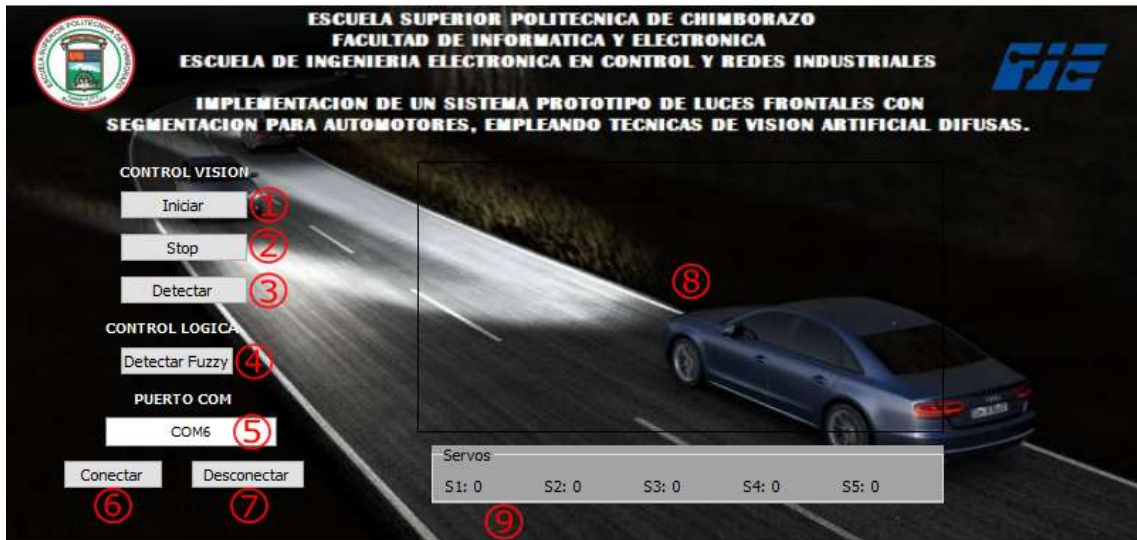 ESCUELA SUPERIOR POLITECNICA DE CHIMBORAZO
FACULTAD DE INFORMATICA Y ELECTRONICA
ESCUELA DE INGENIERIA ELECTRONICA EN CONTROL Y REDES INDUSTRIALES
FIE
IMPLEMENTACION DE UN SISTEMA PROTOTIPO DE LUCES FRONTALES CON
SEGMENTACION PARA AUTOMOTORES, EMPLEANDO TECNICAS DE VISION ARTIFICIAL DIFUSAS.
CONTROL VISION
Iniciar 1
Stop 2
Detectar 3
CONTROL LOGICA
Detectar Fuzzy 4
PUERTO COM
COM6 5
Conectar Desconectar
6 7
8
Servos
S1: 0 S2: 0 S3: 0 S4: 0 S5: 0
9